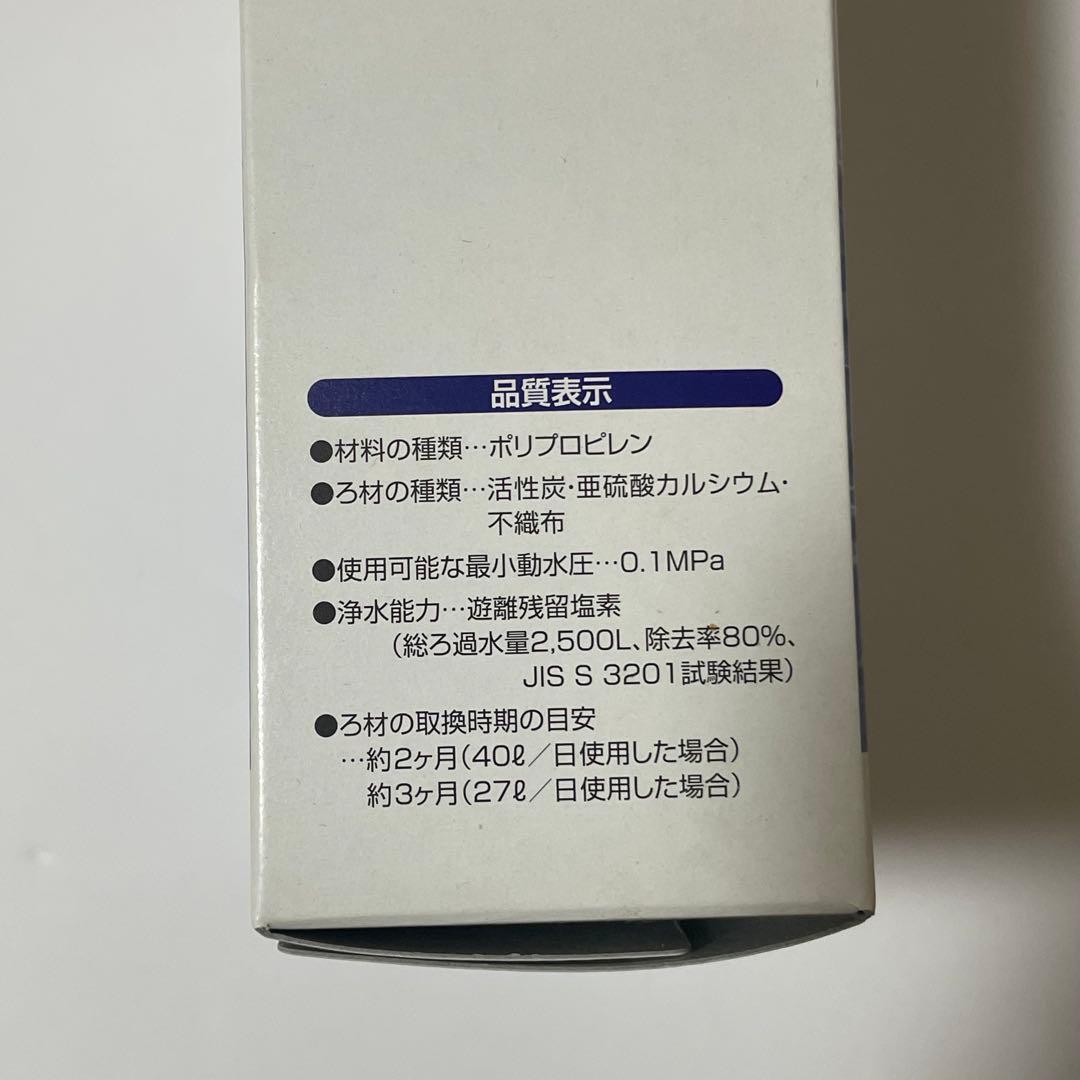 品質表示
●材料の種類…ポリプロピレン
●ろ材の種類…活性炭・亜硫酸カルシウム・
不織布
●使用可能な最小動水圧…0.1MPa
●浄水能力…遊離残留塩素
(総ろ過水量2,500L、除去率80%、
JIS S 3201試験結果)
●ろ材の取換時期の目安
…約2ヶ月(40ℓ/日使用した場合)
約3ヶ月(27ℓ/日使用した場合)